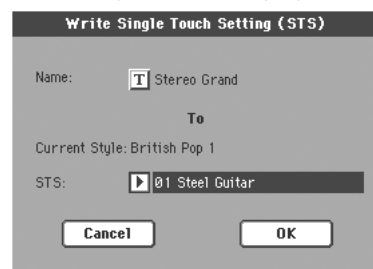 Write Single Touch Setting (STS)
Name: T Stereo Grand
To
Current Style: British Pop 1
STS: 01 Steel Guitar
Cancel OK